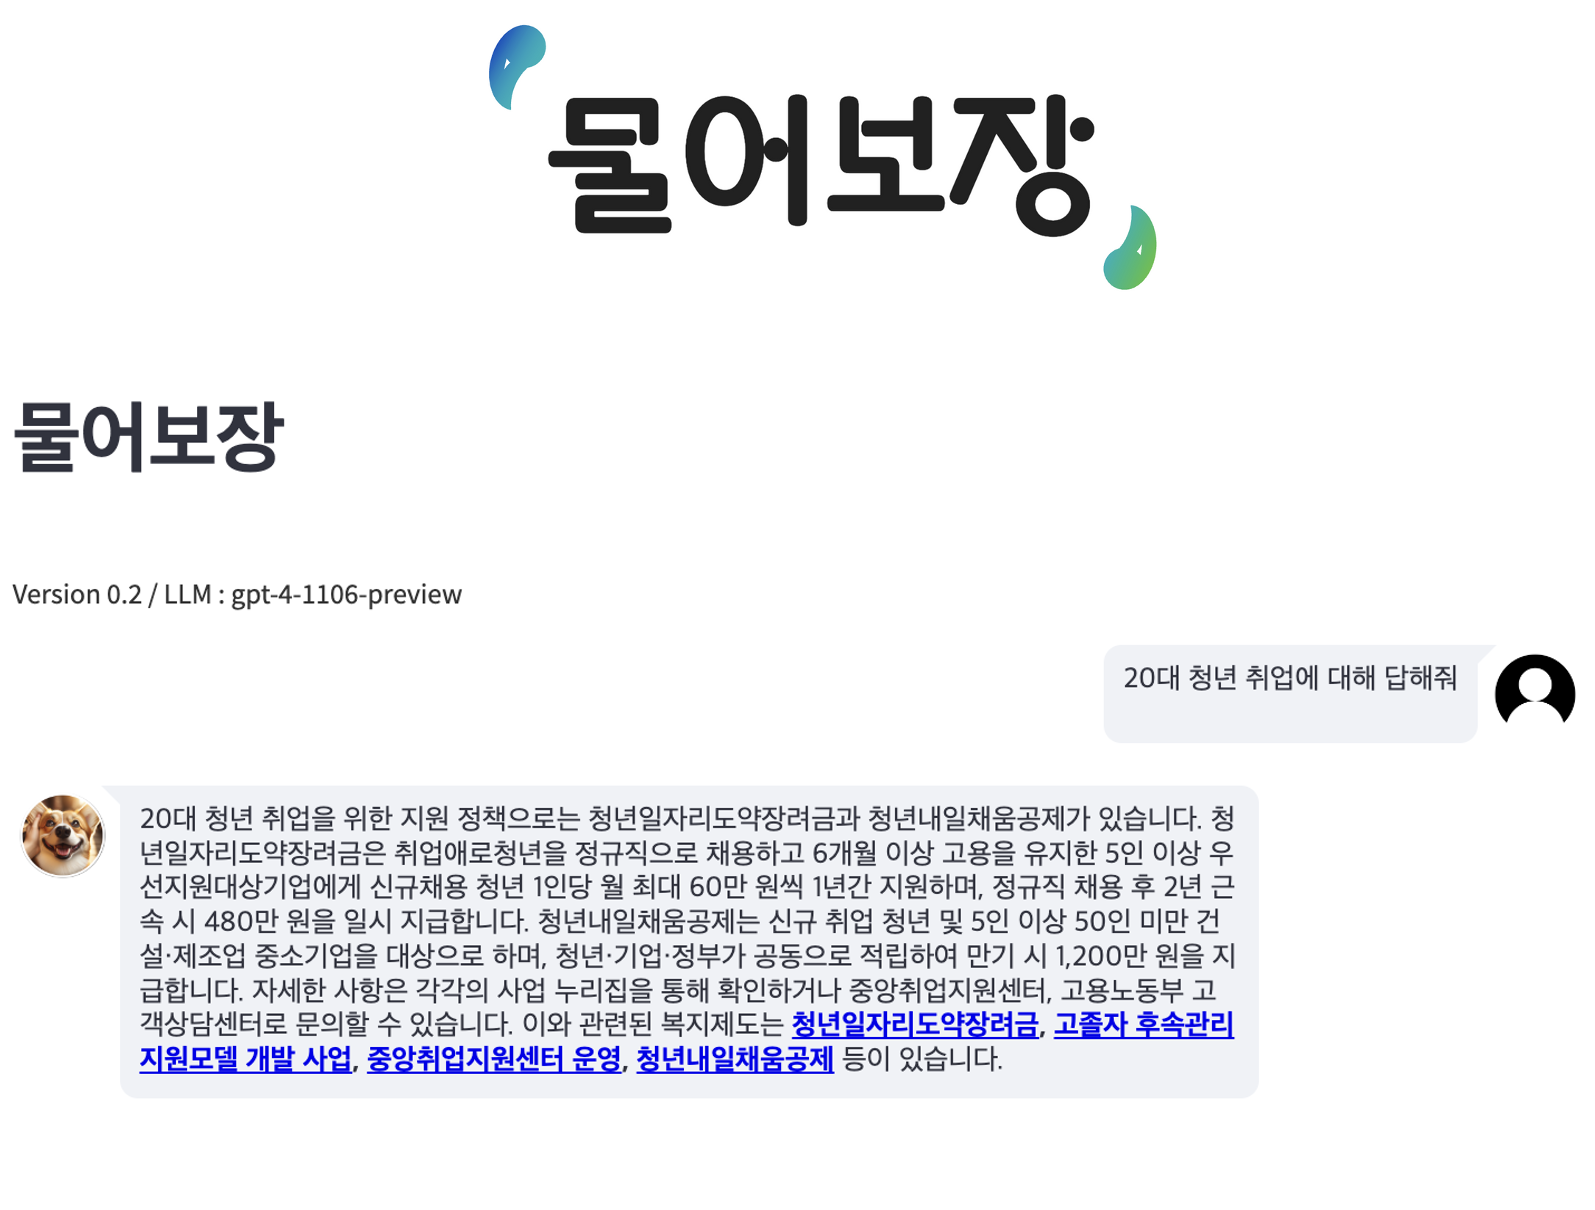 물어보장
물어보장
Version 0.2 / LLM : gpt-4-1106-preview
20대 청년 취업에 대해 답해줘
20대 청년 취업을 위한 지원 정책으로는 청년일자리도약장려금과 청년내일채움공제가 있습니다. 청
년일자리도약장려금은 취업애로청년을 정규직으로 채용하고 6개월 이상 고용을 유지한 5인 이상 우
선지원대상기업에게 신규채용 청년 1인당 월 최대 60만 원씩 1년간 지원하며, 정규직 채용 후 2년 근
속 시 480만 원을 일시 지급합니다. 청년내일채움공제는 신규 취업 청년 및 5인 이상 50인 미만 건
설·제조업 중소기업을 대상으로 하며, 청년·기업·정부가 공동으로 적립하여 만기 시 1,200만 원을 지
급합니다. 자세한 사항은 각각의 사업 누리집을 통해 확인하거나 중앙취업지원센터, 고용노동부 고
객상담센터로 문의할 수 있습니다. 이와 관련된 복지제도는 청년일자리도약장려금, 고졸자 후속관리
지원모델 개발 사업, 중앙취업지원센터 운영, 청년내일채움공제 등이 있습니다.